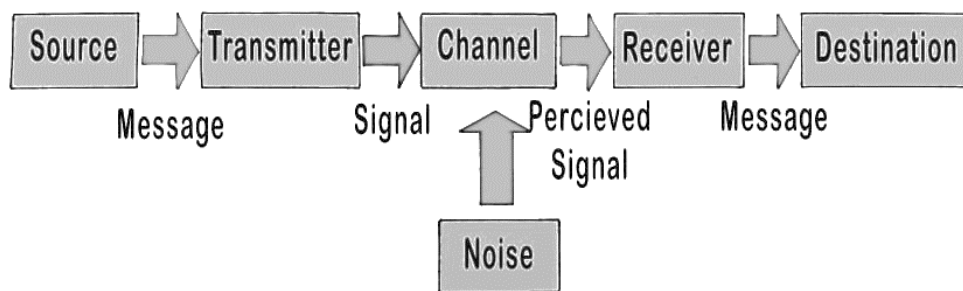 Source
Transmitter
Channel
Receiver
Destination
Message
Signal
Percieved
Signal
Message
Noise